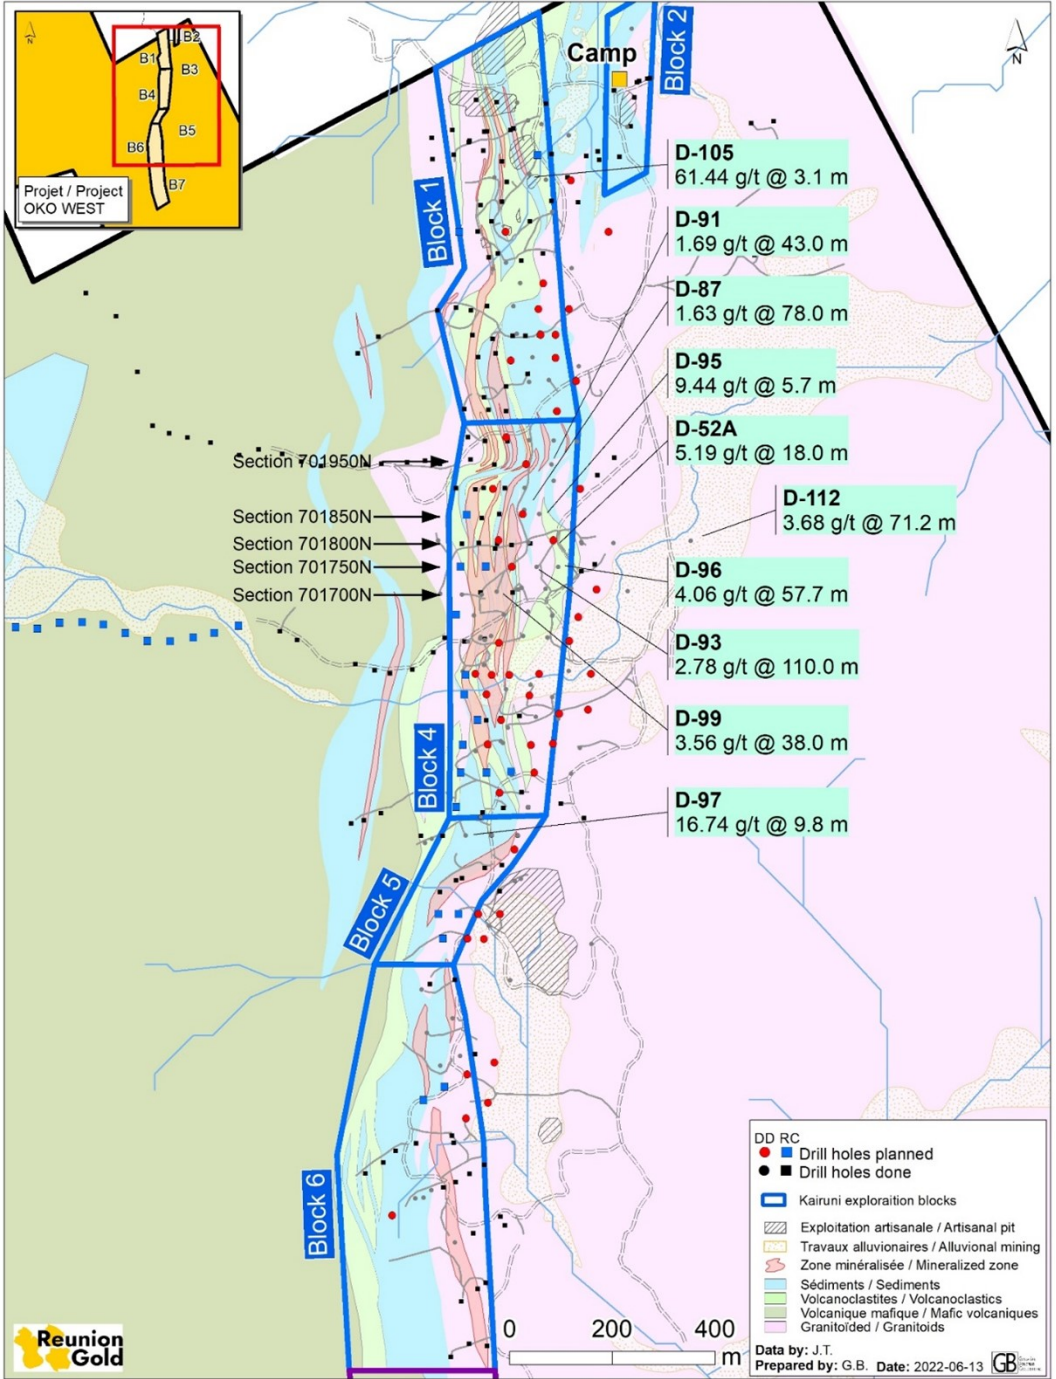 N
B2
B1
B3
B4
B5
B6
B7
Projet / Project
OKO WEST
Camp
Block 2
N
Block 1
D-105
61.44 g/t @ 3.1 m
D-91
1.69 g/t @ 43.0 m
D-87
1.63 g/t @ 78.0 m
D-95
9.44 g/t @ 5.7 m
D-52A
5.19 g/t @ 18.0 m
D-112
3.68 g/t @ 71.2 m
Section 701950N
Section 701850N
Section 701800N
Section 701750N
Section 701700N
D-96
4.06 g/t @ 57.7 m
D-93
2.78 g/t @ 110.0 m
D-99
3.56 g/t @ 38.0 m
Block 4
D-97
16.74 g/t @ 9.8 m
Block 5
Block 6
DD RC
Drill holes planned
Drill holes done
Kairuni exploraition blocks
Exploitation artisanale / Artisanal pit
Travaux alluvionaires / Alluvional mining
Zone minéralisée / Mineralized zone
Sédiments / Sediments
Volcanoclastites / Volcanoclastics
Volcanique mafique / Mafic volcaniques
Granitoïded / Granitoids
Data by: J.T.
Prepared by: G.B. Date: 2022-06-13
GB
0 200 400
m
Reunion
Gold